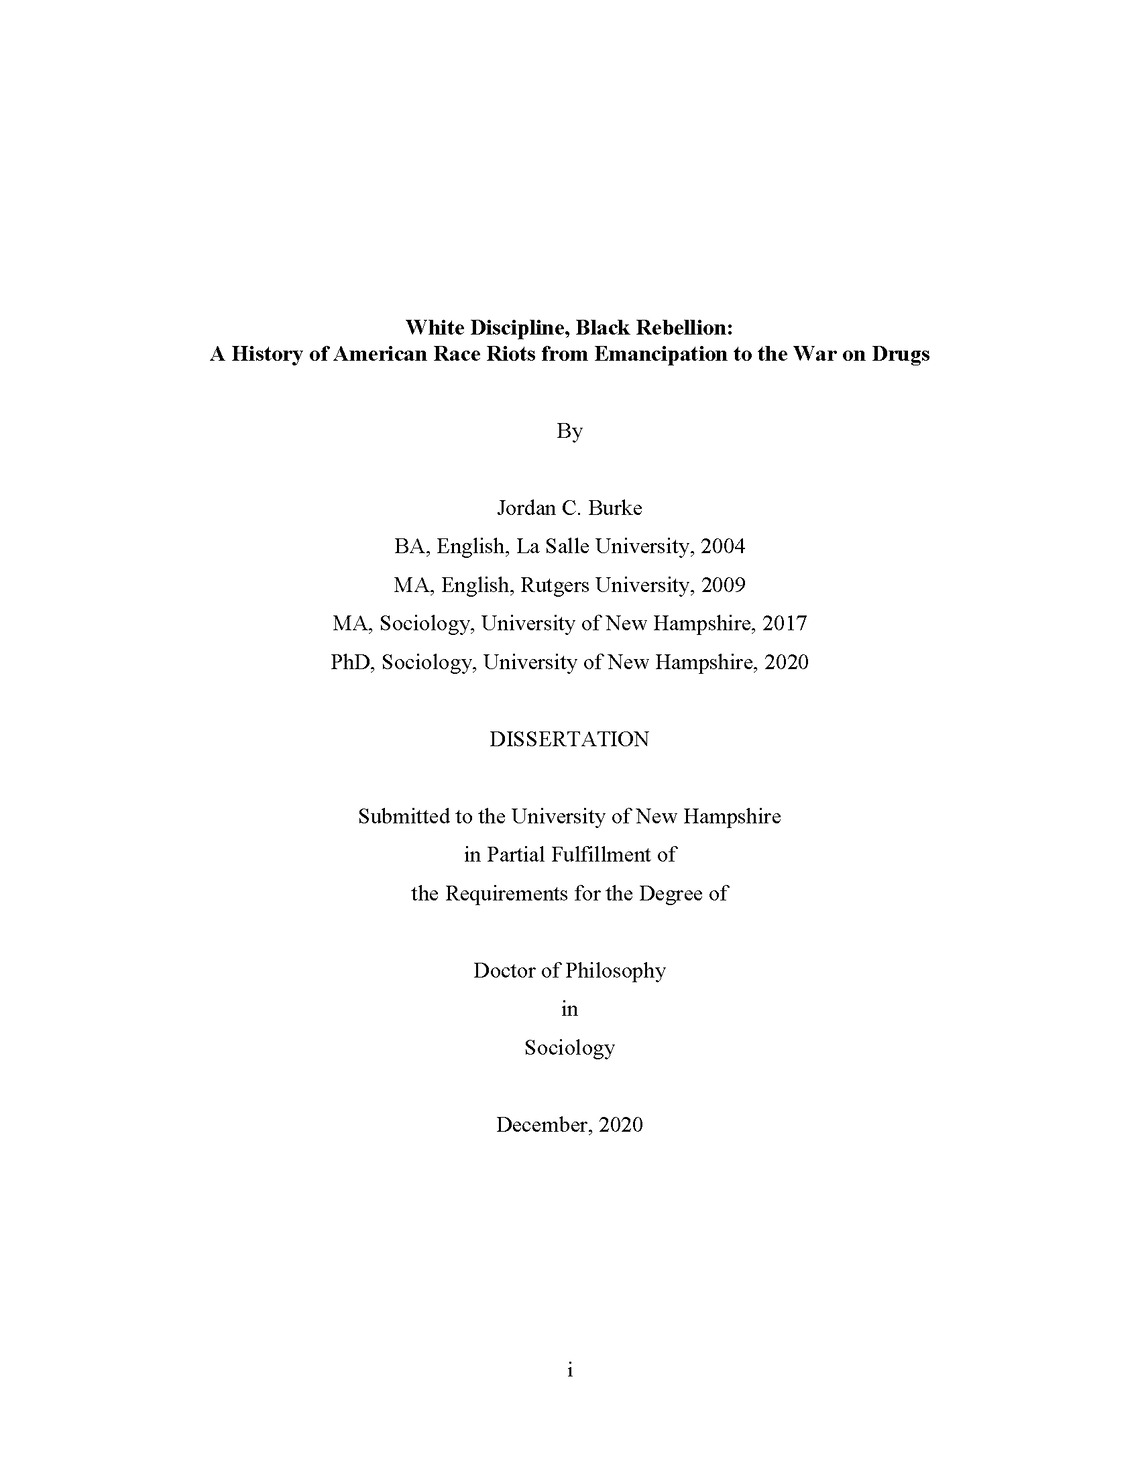 White Discipline, Black Rebellion:
A History of American Race Riots from Emancipation to the War on Drugs
By
Jordan C. Burke
BA, English, La Salle University, 2004
MA, English, Rutgers University, 2009
MA, Sociology, University of New Hampshire, 2017
PhD, Sociology, University of New Hampshire, 2020
DISSERTATION
Submitted to the University of New Hampshire
in Partial Fulfillment of
the Requirements for the Degree of
Doctor of Philosophy
in
Sociology
December, 2020
i